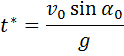 t* = v₀ sin α₀ / g